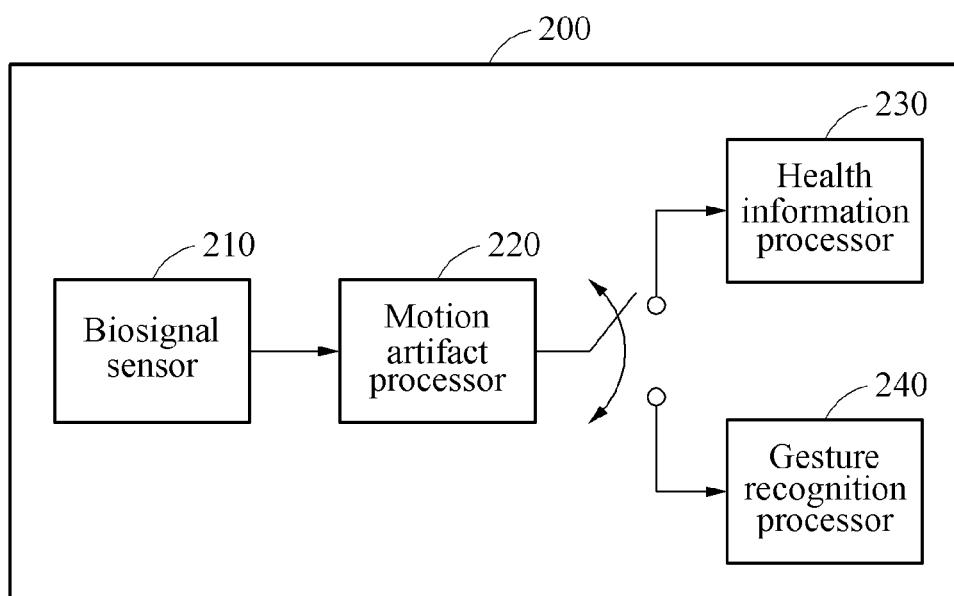 200
230
Health
information
processor
210
Biosignal
sensor
220
Motion
artifact
processor
240
Gesture
recognition
processor